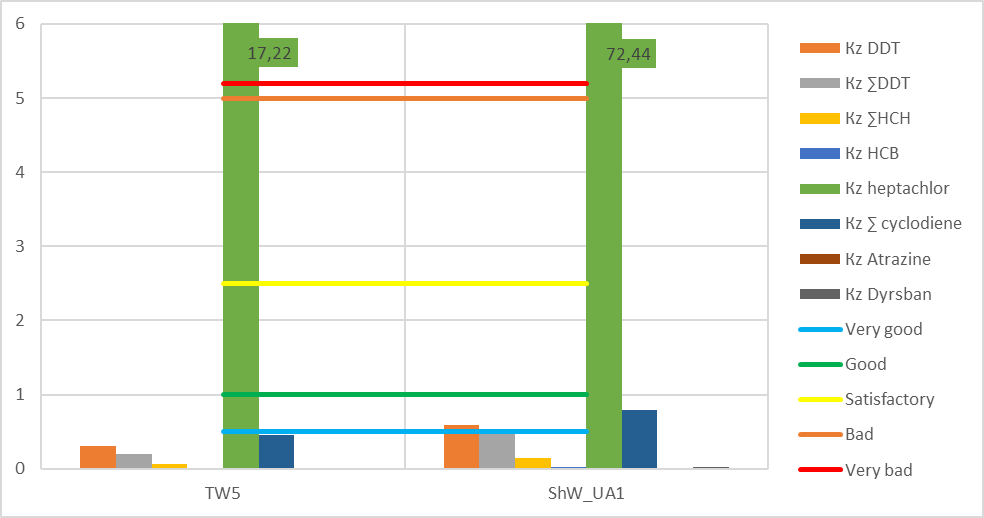 6
5
4
3
2
1
0
17,22
72,44
TW5
ShW_UA1
Kz DDT
Kz ∑DDT
Kz ∑HCH
Kz HCB
Kz heptachlor
Kz ∑ cyclodiene
Kz Atrazine
Kz Dyrsban
Very good
Good
Satisfactory
Bad
Very bad